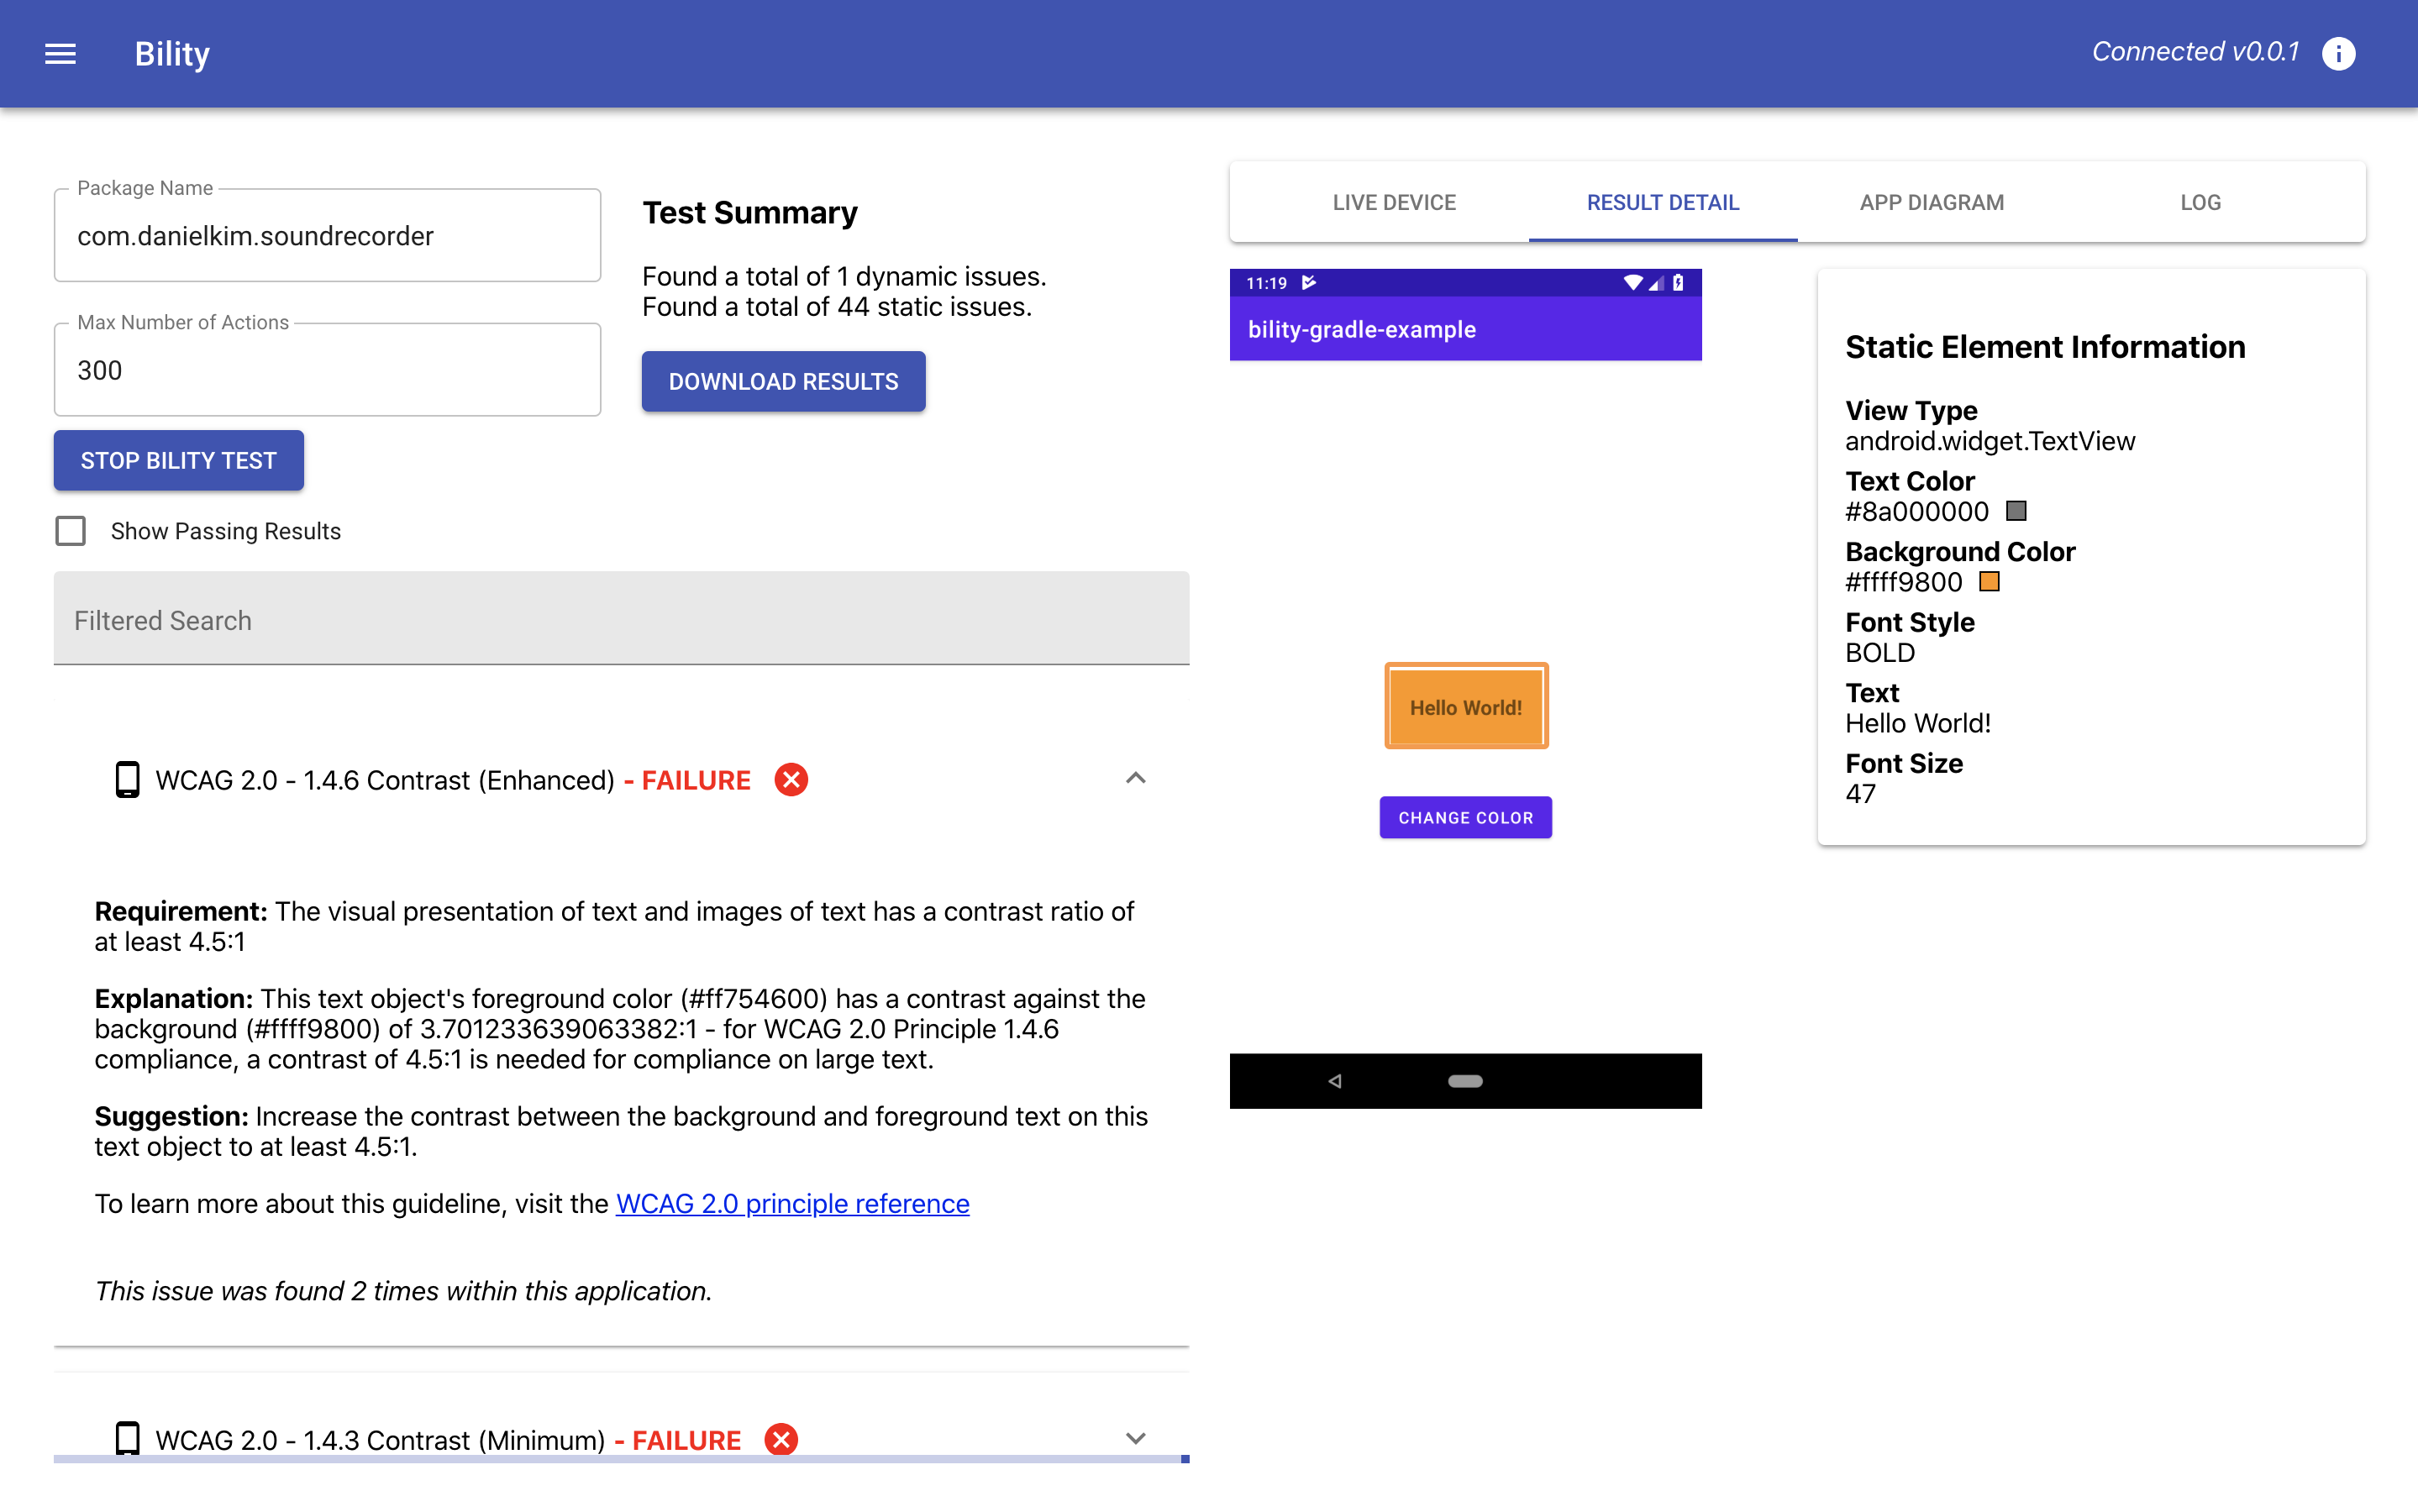 Bility
Connected v0.0.1
Package Name
com.danielkim.soundrecorder
Max Number of Actions
300
STOP BILITY TEST
Test Summary
Found a total of 1 dynamic issues.
Found a total of 44 static issues.
DOWNLOAD RESULTS
Show Passing Results
Filtered Search
WCAG 2.0 - 1.4.6 Contrast (Enhanced) - FAILURE
Requirement: The visual presentation of text and images of text has a contrast ratio of
at least 4.5:1
Explanation: This text object's foreground color (#ff754600) has a contrast against the
background (#ffff9800) of 3.701233639063382:1 - for WCAG 2.0 Principle 1.4.6
compliance, a contrast of 4.5:1 is needed for compliance on large text.
Suggestion: Increase the contrast between the background and foreground text on this
text object to at least 4.5:1.
To learn more about this guideline, visit the WCAG 2.0 principle reference
This issue was found 2 times within this application.
WCAG 2.0 - 1.4.3 Contrast (Minimum) - FAILURE
LIVE DEVICE
RESULT DETAIL
APP DIAGRAM
LOG
11:19
bility-gradle-example
Hello World!
CHANGE COLOR
Static Element Information
View Type
android.widget.TextView
Text Color
#8a000000
Background Color
#ffff9800
Font Style
BOLD
Text
Hello World!
Font Size
47